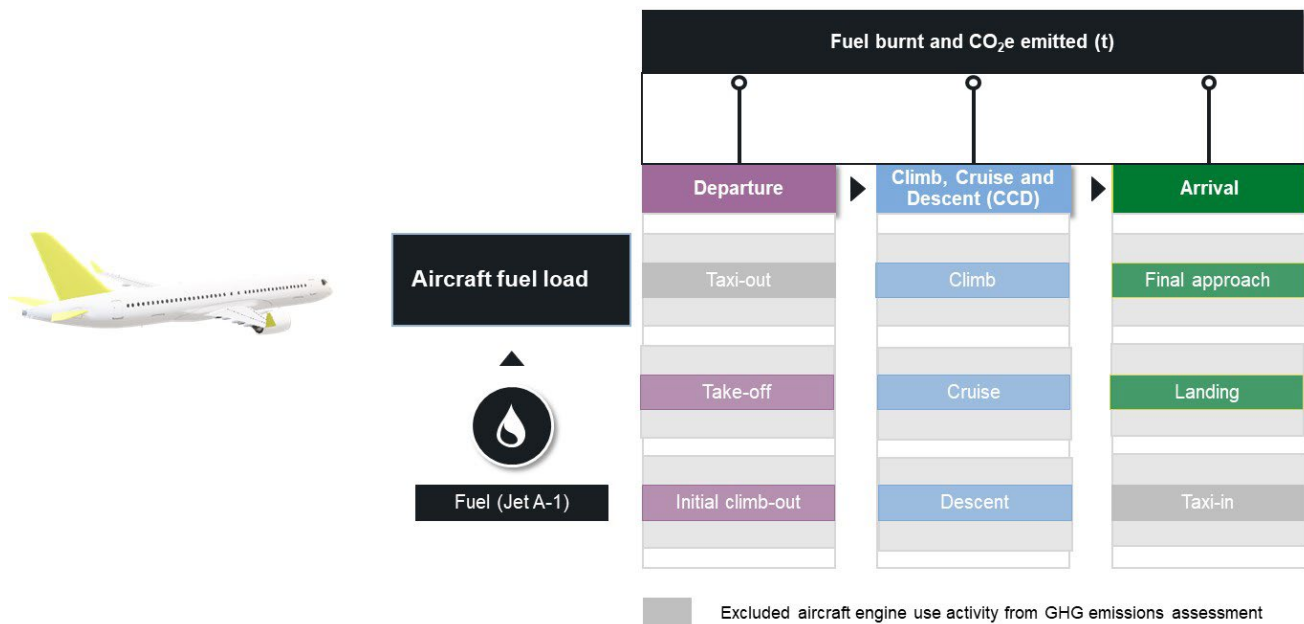 Fuel burnt and CO₂e emitted (t)
Departure
Climb, Cruise and
Descent (CCD)
Arrival
Aircraft fuel load
Taxi-out
Climb
Final approach
Take-off
Cruise
Landing
Fuel (Jet A-1)
Initial climb-out
Descent
Taxi-in
Excluded aircraft engine use activity from GHG emissions assessment